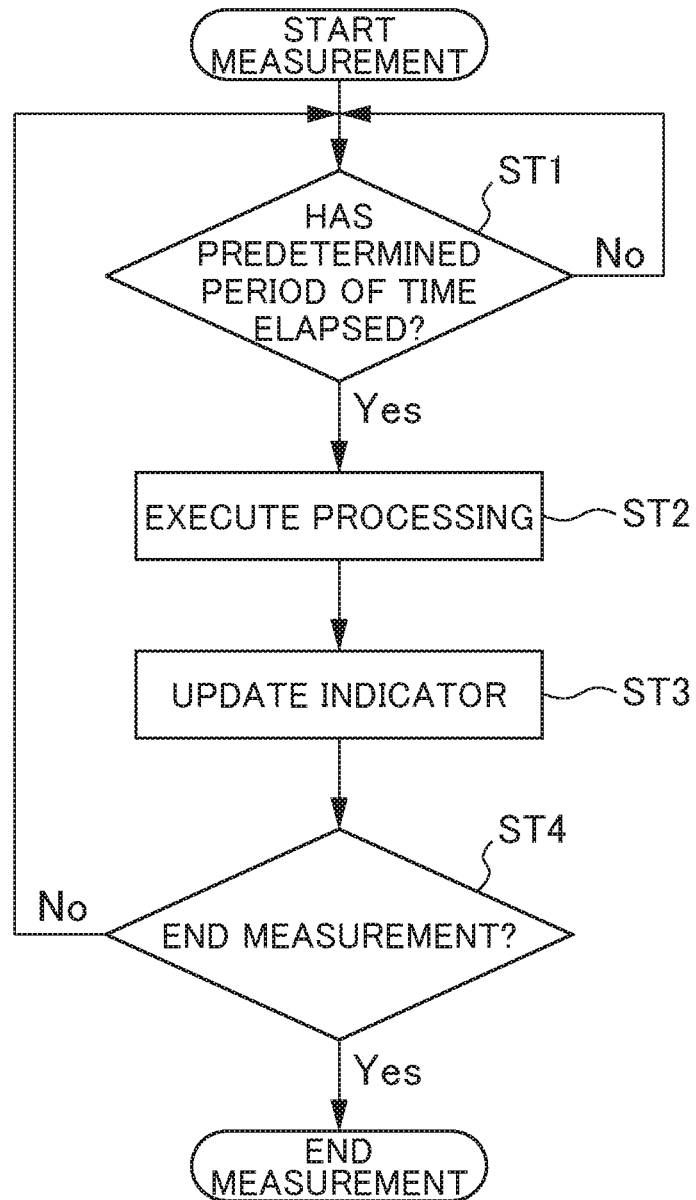 START
MEASUREMENT
ST1
HAS
PREDETERMINED
PERIOD OF TIME
ELAPSED?
No
Yes
EXECUTE PROCESSING
ST2
UPDATE INDICATOR
ST3
ST4
No
END MEASUREMENT?
Yes
END
MEASUREMENT